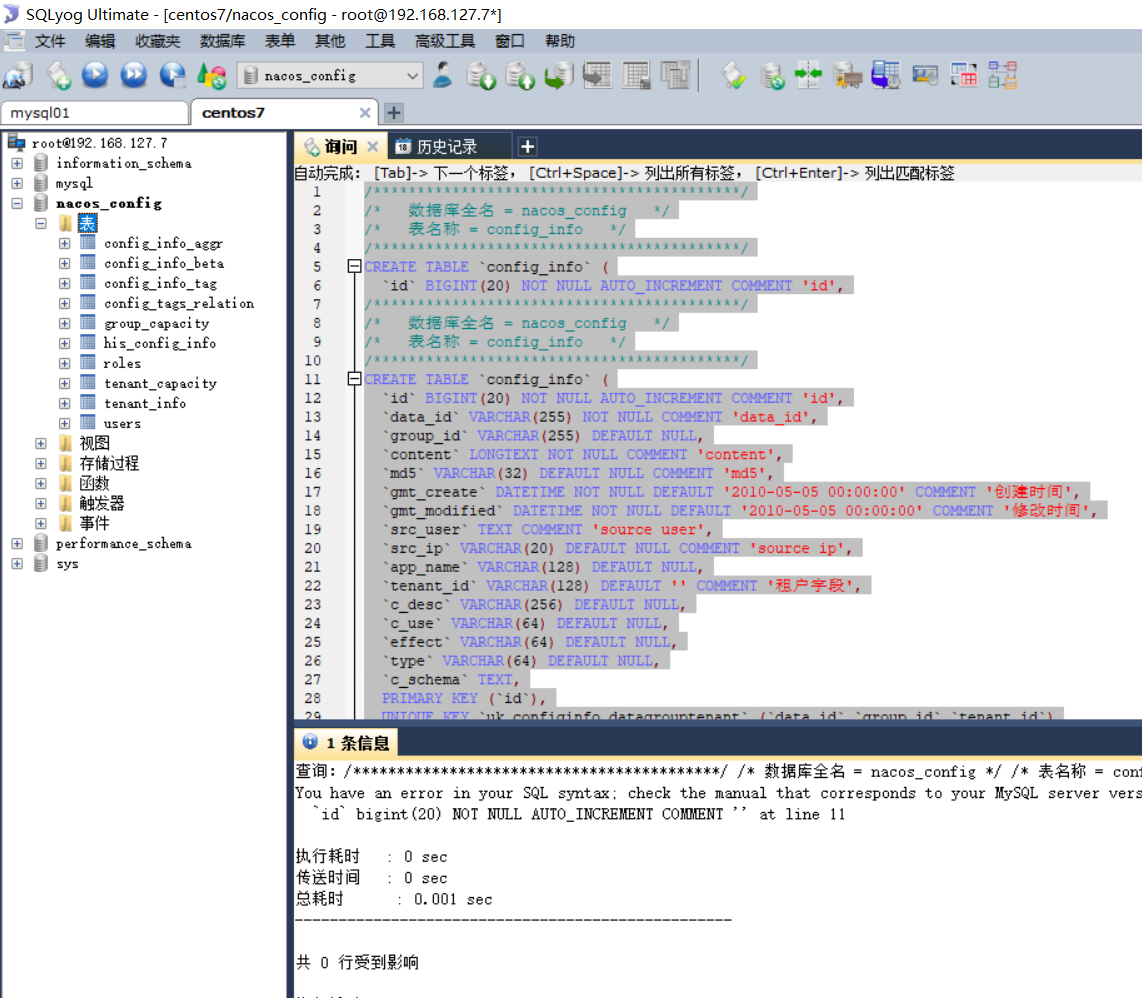 SQLyog Ultimate - [centos7/nacos_config - root@192.168.127.7*]
文件 编辑 收藏夹 数据库 表单 其他 工具 高级工具 窗口 帮助
nacos_config
mysql01 centos7
root@192.168.127.7
information_schema
mysql
nacos_config
表
config_info_aggr
config_info_beta
config_info_tag
config_tags_relation
group_capacity
his_config_info
roles
tenant_capacity
tenant_info
users
视图
存储过程
函数
触发器
事件
performance_schema
sys
询问 18 历史记录
自动完成： [Tab]-> 下一个标签， [Ctrl+Space]-> 列出所有标签， [Ctrl+Enter]-> 列出匹配标签
1 /******************************************/
2 /* 数据库全名 = nacos_config */
3 /* 表名称 = config_info */
4 /******************************************/
5 CREATE TABLE `config_info` (
6 `id` BIGINT(20) NOT NULL AUTO_INCREMENT COMMENT 'id',
7 /******************************************/
8 /* 数据库全名 = nacos_config */
9 /* 表名称 = config_info */
10 /******************************************/
11 CREATE TABLE `config_info` (
12 `id` BIGINT(20) NOT NULL AUTO_INCREMENT COMMENT 'id',
13 `data_id` VARCHAR(255) NOT NULL COMMENT 'data_id',
14 `group_id` VARCHAR(255) DEFAULT NULL,
15 `content` LONGTEXT NOT NULL COMMENT 'content',
16 `md5` VARCHAR(32) DEFAULT NULL COMMENT 'md5',
17 `gmt_create` DATETIME NOT NULL DEFAULT '2010-05-05 00:00:00' COMMENT '创建时间',
18 `gmt_modified` DATETIME NOT NULL DEFAULT '2010-05-05 00:00:00' COMMENT '修改时间',
19 `src_user` TEXT COMMENT 'source user',
20 `src_ip` VARCHAR(20) DEFAULT NULL COMMENT 'source ip',
21 `app_name` VARCHAR(128) DEFAULT NULL,
22 `tenant_id` VARCHAR(128) DEFAULT '' COMMENT '租户字段',
23 `c_desc` VARCHAR(256) DEFAULT NULL,
24 `c_use` VARCHAR(64) DEFAULT NULL,
25 `effect` VARCHAR(64) DEFAULT NULL,
26 `type` VARCHAR(64) DEFAULT NULL,
27 `c_schema` TEXT,
28 PRIMARY KEY (`id`),
29 UNIQUE KEY `uk_configinfo_datagrouptenant` (`data_id`,`group_id`,`tenant_id`)
1 条信息
查询：/******************************************/ /* 数据库全名 = nacos_config */ /* 表名称 = conf
You have an error in your SQL syntax; check the manual that corresponds to your MySQL server vers
`id` bigint(20) NOT NULL AUTO_INCREMENT COMMENT '' at line 11
执行耗时 : 0 sec
传送时间 : 0 sec
总耗时 : 0.001 sec
--------------------------------------------------
共 0 行受到影响